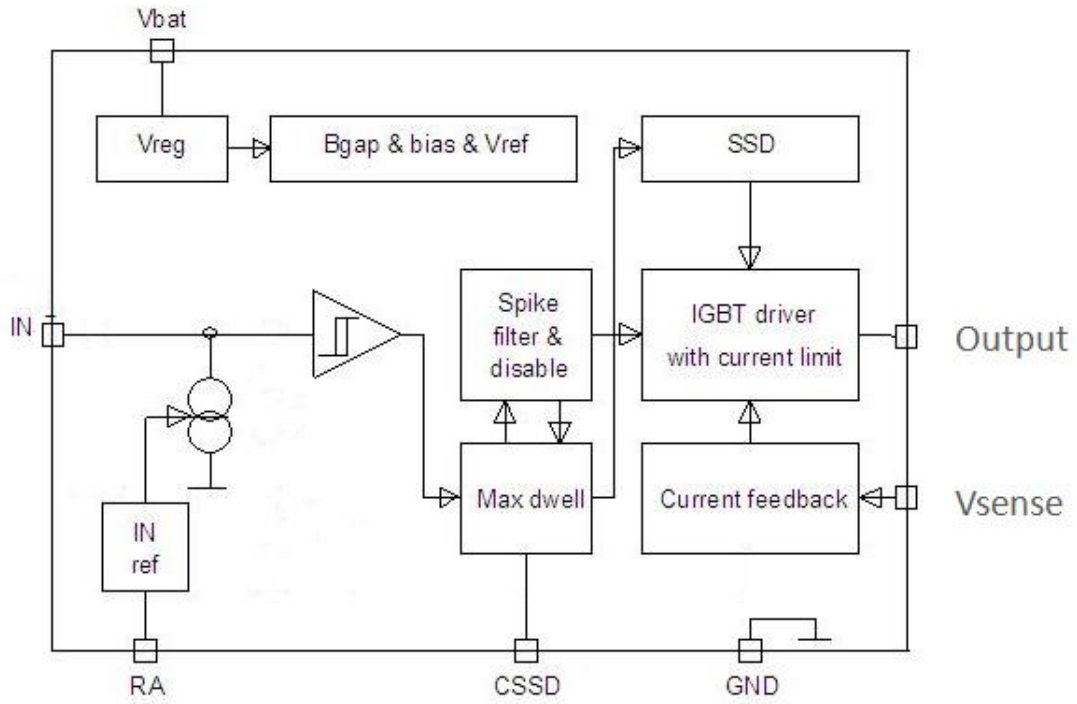 Vbat
Vreg
Bgap & bias & Vref
SSD
IN
Spike
filter &
disable
IGBT driver
with current limit
Output
IN
ref
Max dwell
Current feedback
Vsense
RA
CSSD
GND